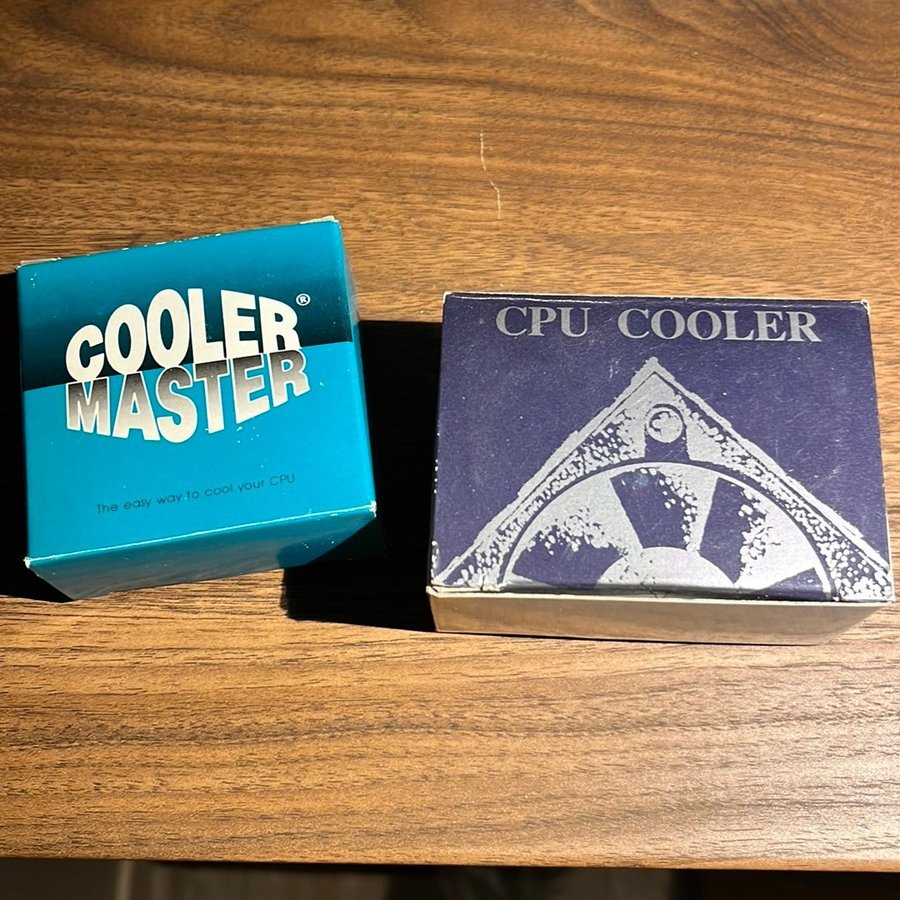 COOLER®
MASTER
The easy way to cool your CPU
CPU COOLER